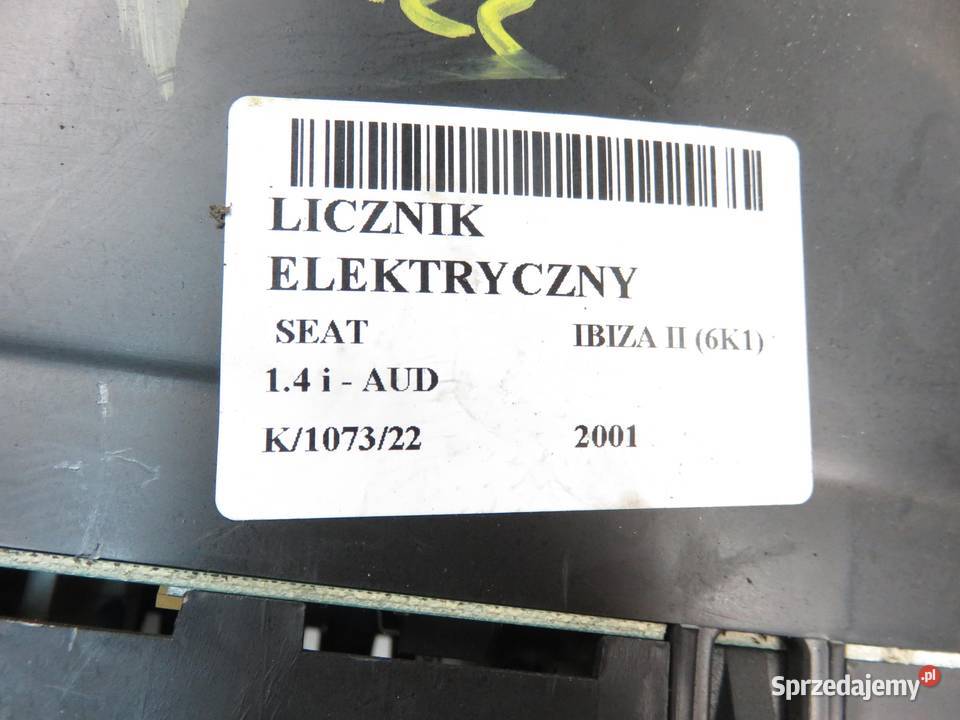 LICZNIK
ELEKTRYCZNY
SEAT IBIZA II (6K1)
1.4 i - AUD
K/1073/22 2001
Sprzedajemy.pl